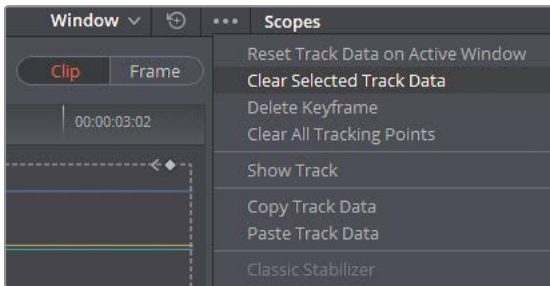 Window
Scopes
Clip
Frame
00:00:03:02
Reset Track Data on Active Window
Clear Selected Track Data
Delete Keyframe
Clear All Tracking Points
Show Track
Copy Track Data
Paste Track Data
Classic Stabilizer